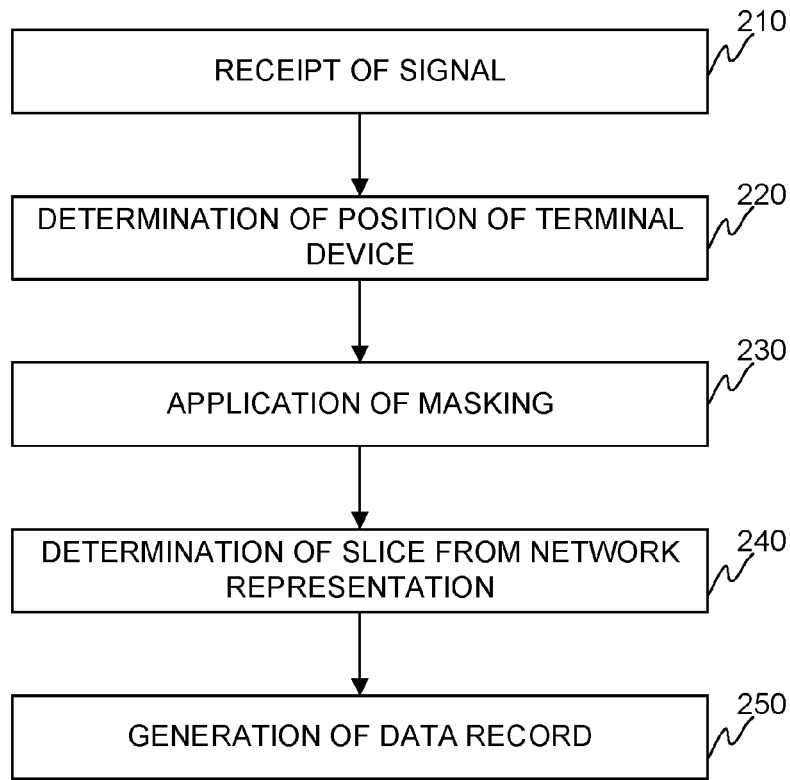 210
RECEIPT OF SIGNAL
220
DETERMINATION OF POSITION OF TERMINAL
DEVICE
230
APPLICATION OF MASKING
240
DETERMINATION OF SLICE FROM NETWORK
REPRESENTATION
250
GENERATION OF DATA RECORD